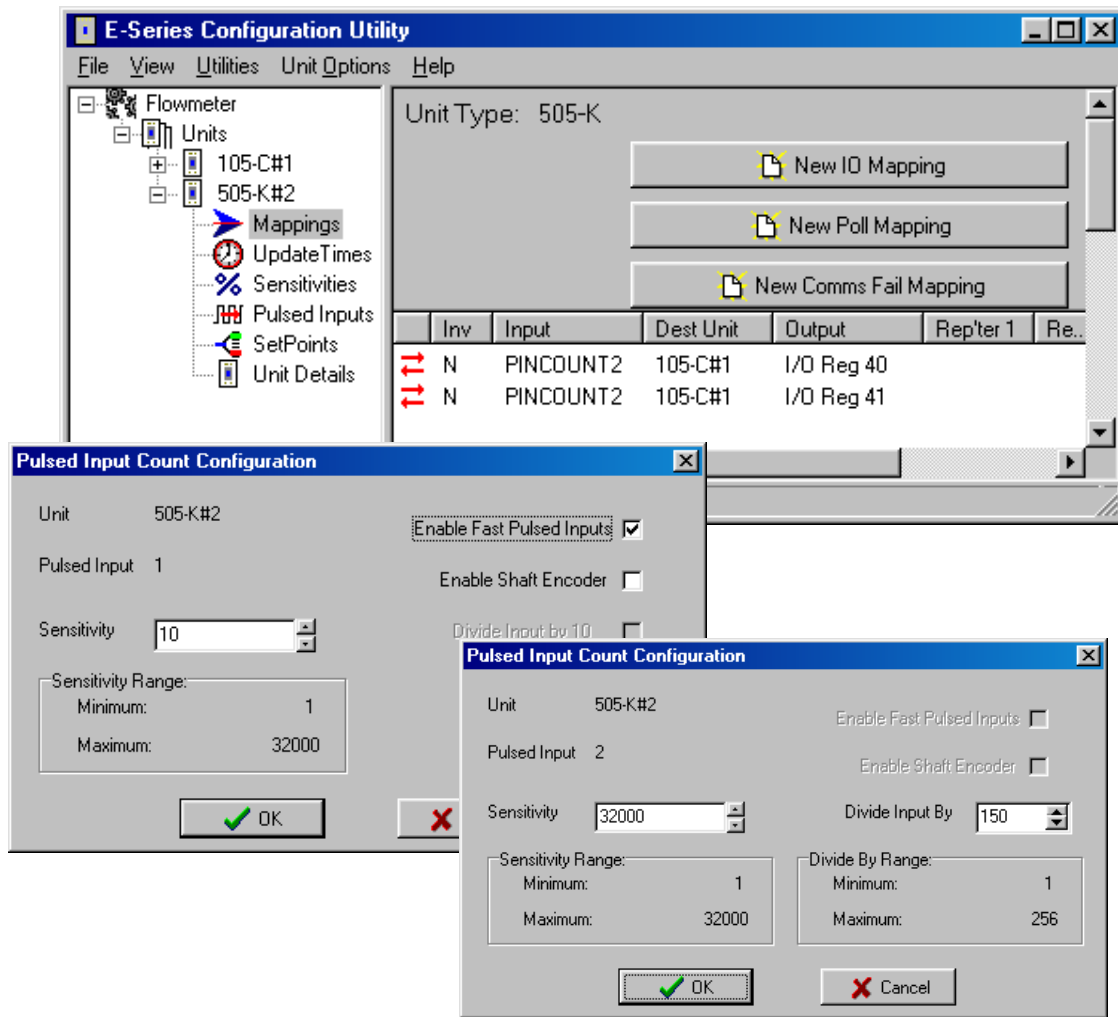 E-Series Configuration Utility
File View Utilities Unit Options Help
Flowmeter
Units
105-C#1
505-K#2
Mappings
UpdateTimes
Sensitivities
Pulsed Inputs
SetPoints
Unit Details
Unit Type: 505-K
New IO Mapping
New Poll Mapping
New Comms Fail Mapping
Inv Input Dest Unit Output Rep'ter 1 Re..
N PINCOUNT2 105-C#1 I/O Reg 40
N PINCOUNT2 105-C#1 I/O Reg 41
Pulsed Input Count Configuration
Unit 505-K#2
Enable Fast Pulsed Inputs
Pulsed Input 1
Enable Shaft Encoder
Sensitivity 10
Divide Input by 10
Sensitivity Range:
Minimum: 1
Maximum: 32000
OK
Pulsed Input Count Configuration
Unit 505-K#2
Enable Fast Pulsed Inputs
Pulsed Input 2
Enable Shaft Encoder
Sensitivity 32000
Divide Input By 150
Sensitivity Range:
Minimum: 1
Maximum: 32000
Divide By Range:
Minimum: 1
Maximum: 256
OK
Cancel